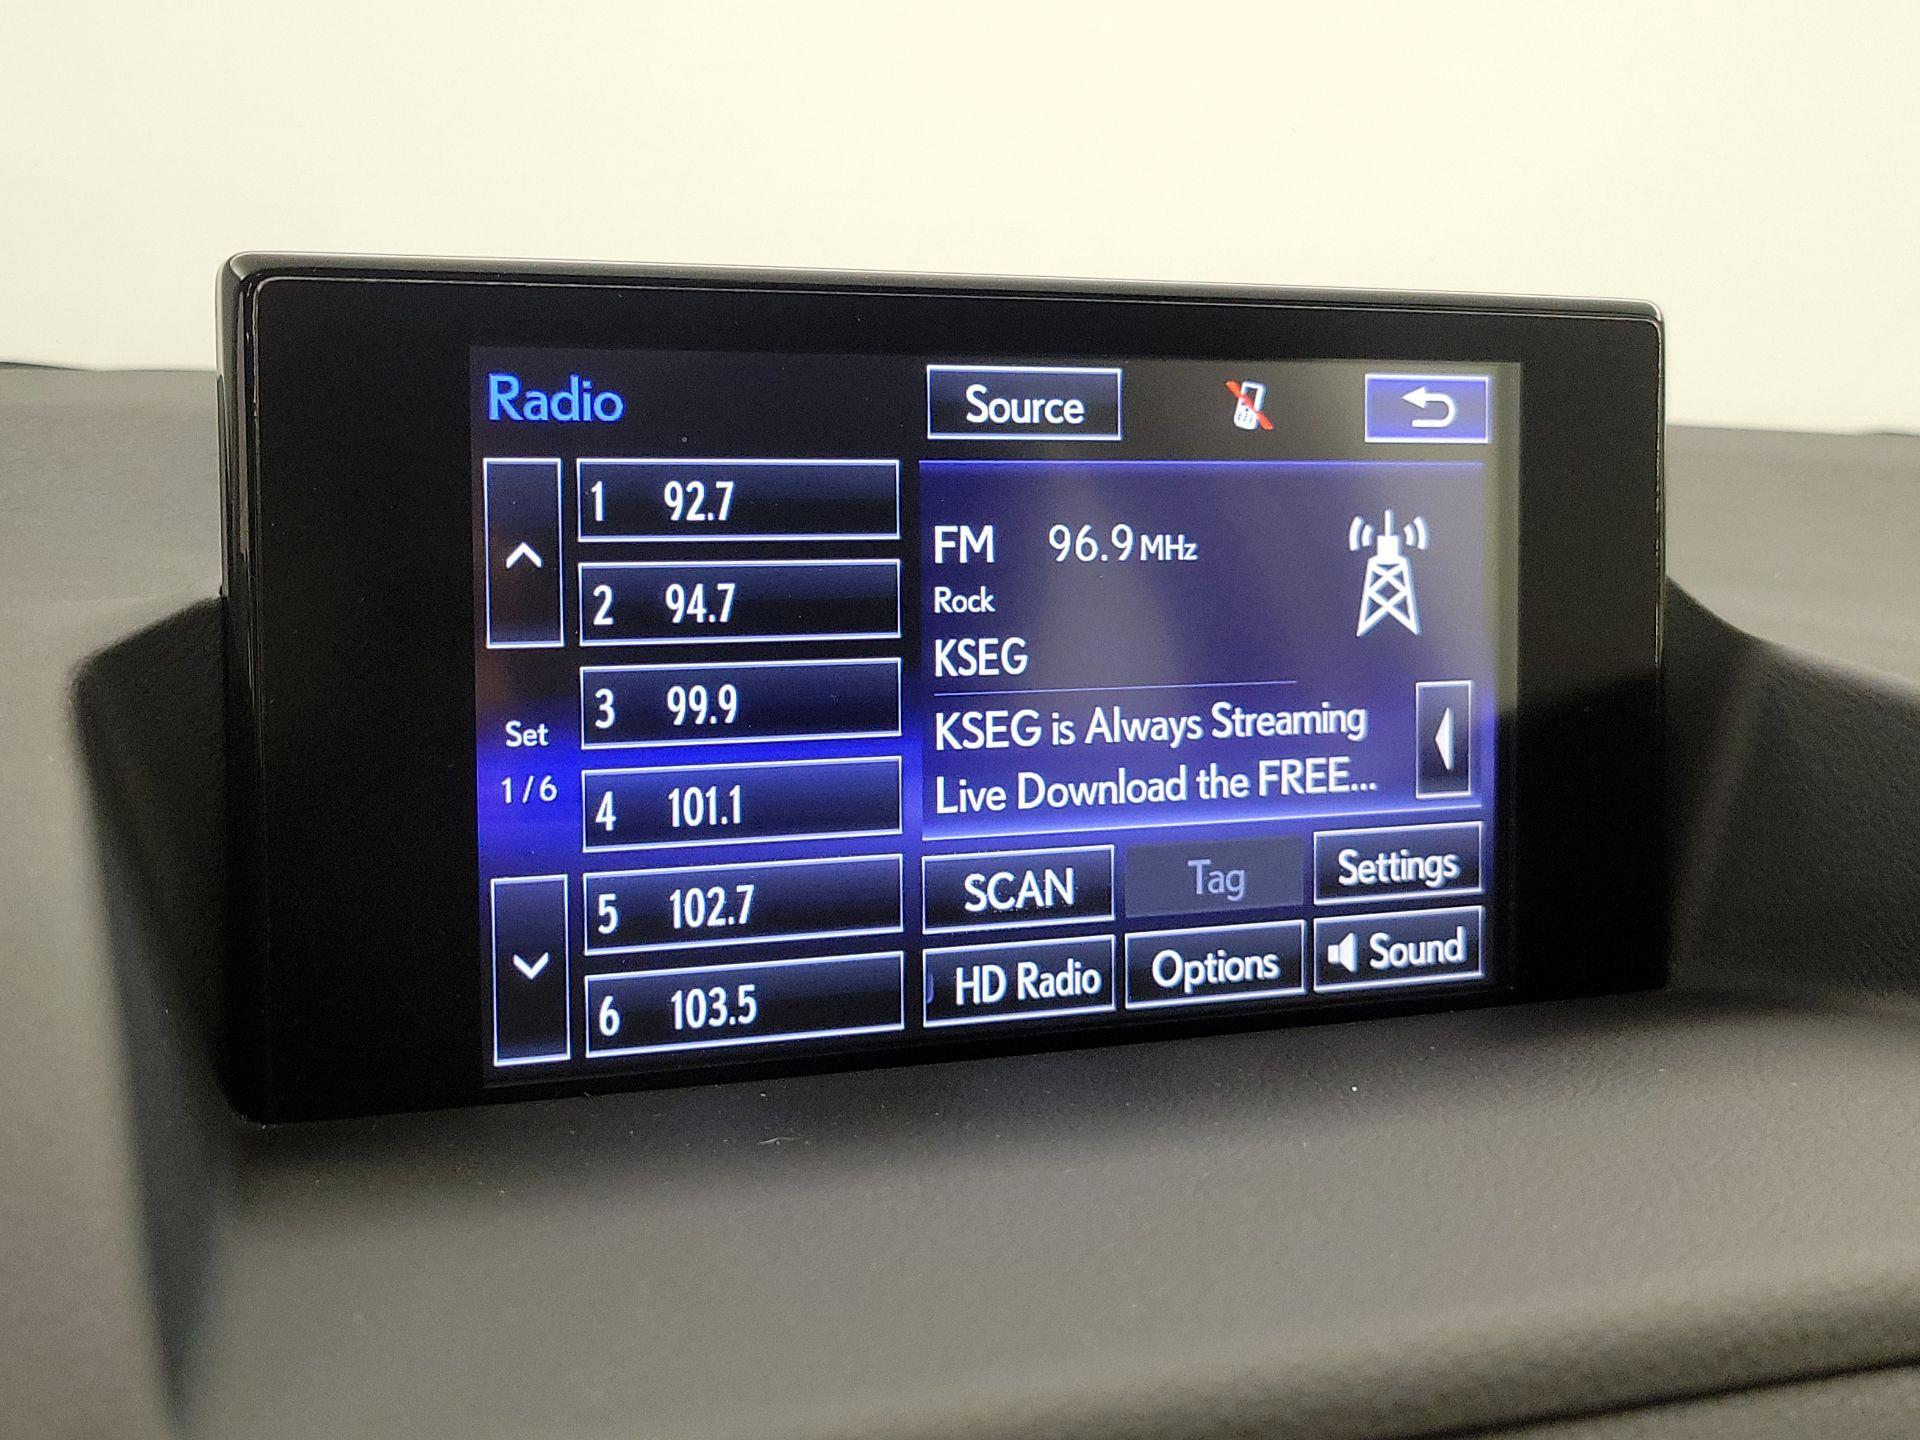 Radio
Source
1 92.7
2 94.7
3 99.9
4 101.1
5 102.7
6 103.5
Set
1/6
FM 96.9 MHz
Rock
KSEG
KSEG is Always Streaming
Live Download the FREE...
SCAN
Tag
Settings
HD Radio
Options
Sound